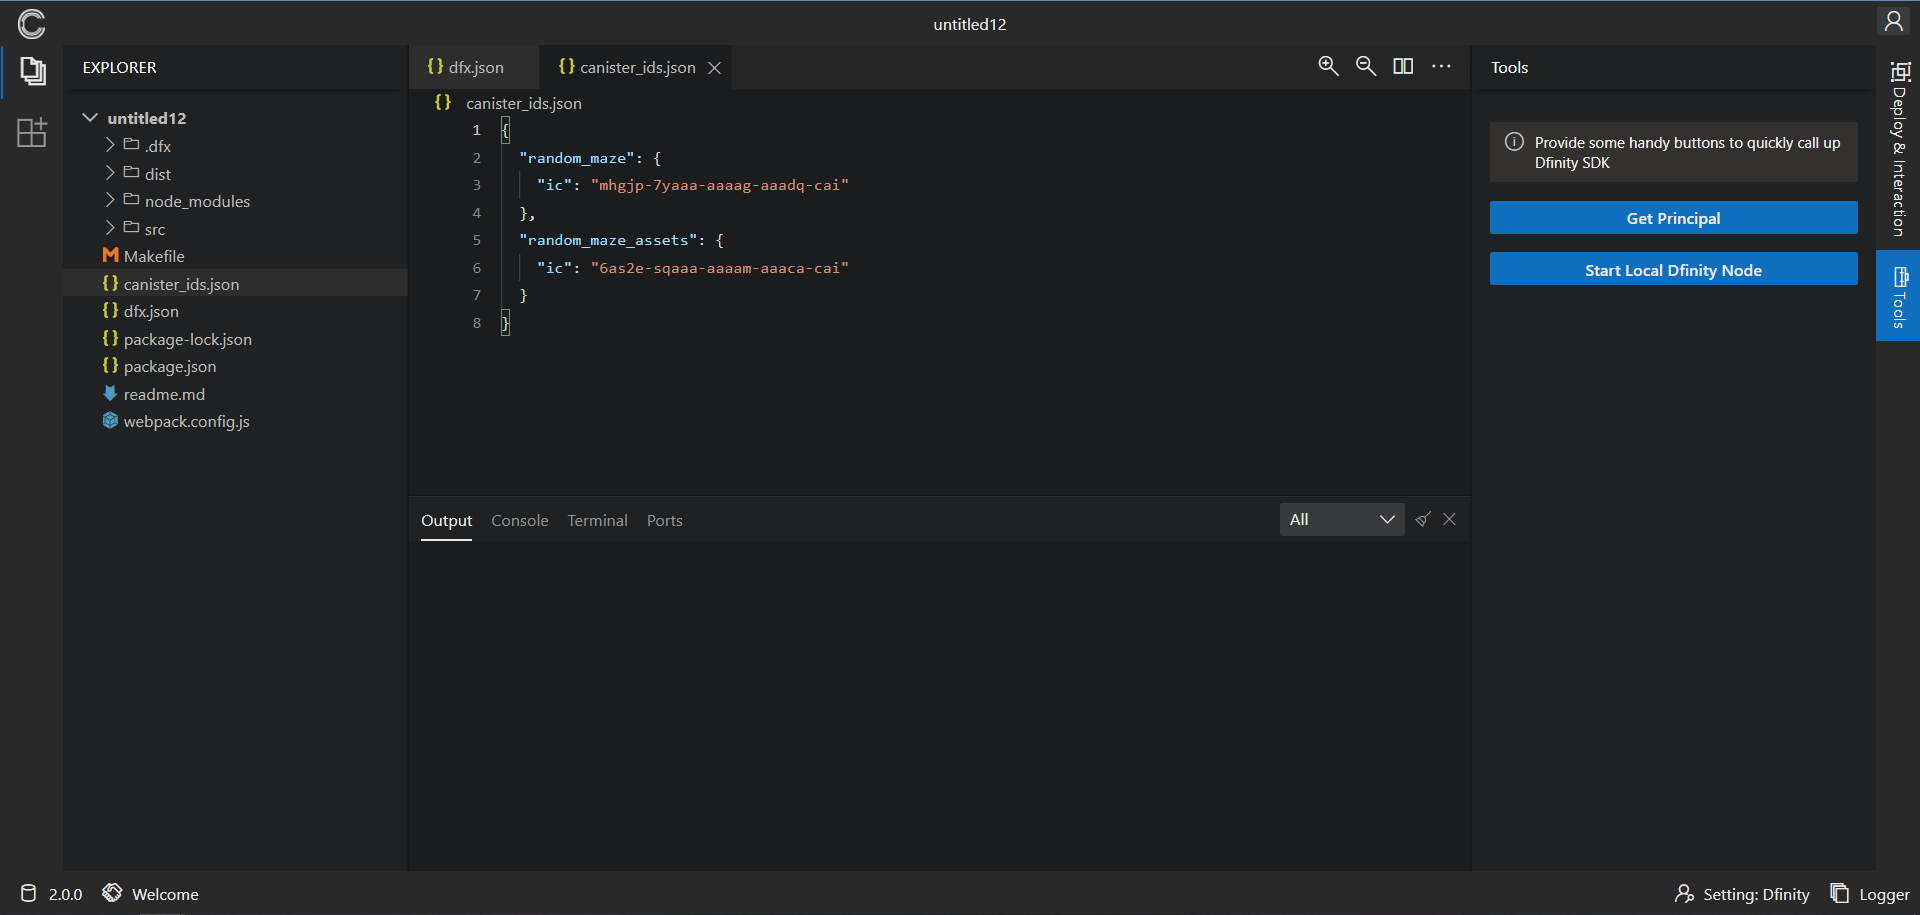 untitled12
EXPLORER
untitled12
.dfx
dist
node_modules
src
Makefile
canister_ids.json
dfx.json
package-lock.json
package.json
readme.md
webpack.config.js
dfx.json
canister_ids.json
canister_ids.json
1 {
2 "random_maze": {
3 "ic": "mhgjp-7yaaa-aaaag-aaadq-cai"
4 },
5 "random_maze_assets": {
6 "ic": "6as2e-sqaaa-aaaam-aaaca-cai"
7 }
8 }
Output Console Terminal Ports
All
Tools
Provide some handy buttons to quickly call up
Dfinity SDK
Get Principal
Start Local Dfinity Node
Deploy & Interaction
Tools
2.0.0
Welcome
Setting: Dfinity
Logger